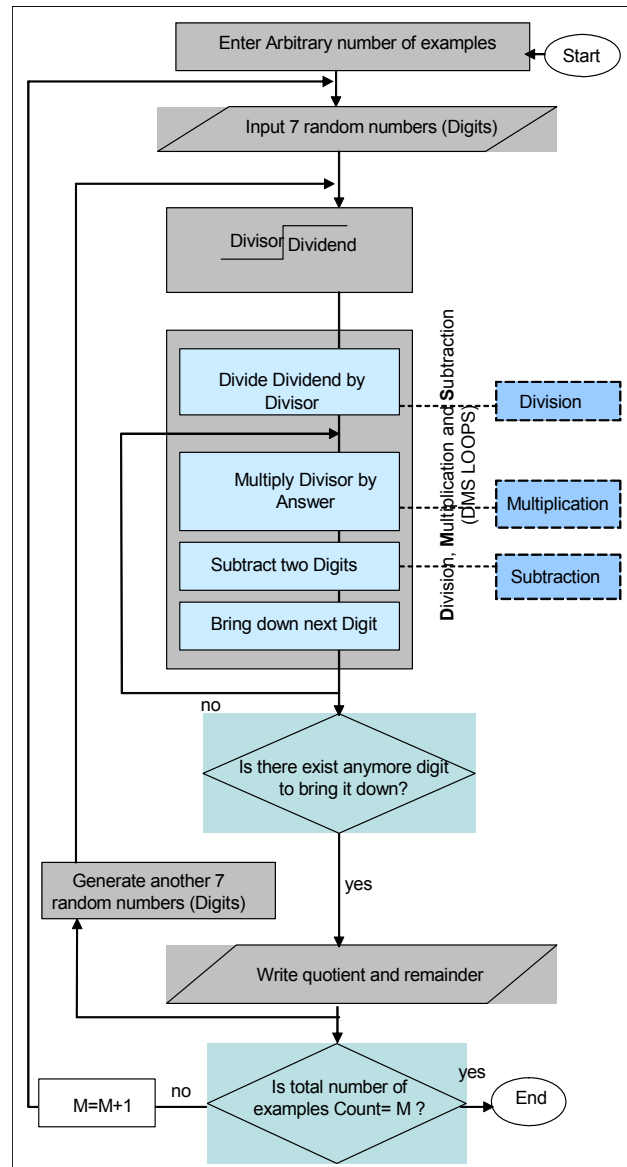 Enter Arbitrary number of examples
Start
Input 7 random numbers (Digits)
Divisor Dividend
Divide Dividend by
Divisor
Division
Multiply Divisor by
Answer
Multiplication
Subtract two Digits
Subtraction
Bring down next Digit
Division, Multiplication and Subtraction
(DMS LOOPS)
no
Is there exist anymore digit
to bring it down?
Generate another 7
random numbers (Digits)
yes
Write quotient and remainder
Is total number of
examples Count= M ?
no
M=M+1
yes
End